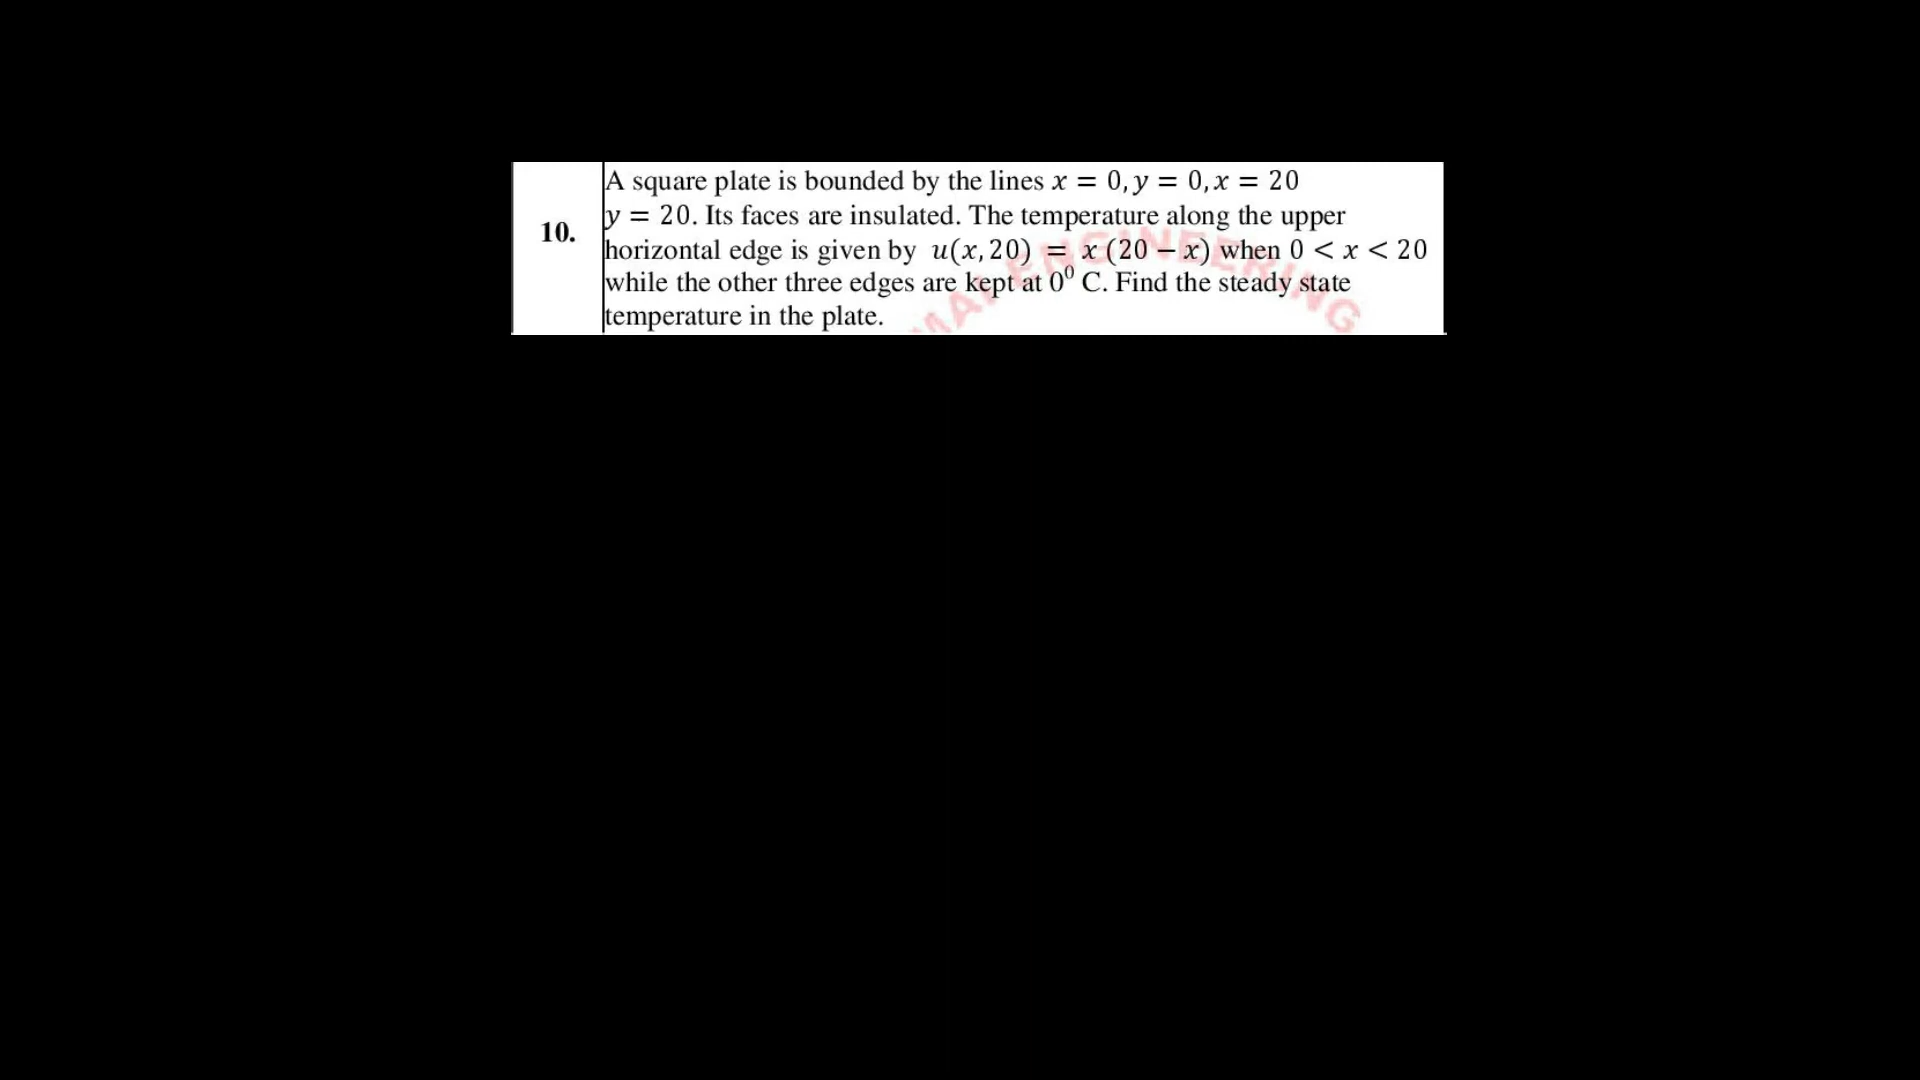 10.
A square plate is bounded by the lines x = 0, y = 0, x = 20
y = 20. Its faces are insulated. The temperature along the upper
horizontal edge is given by u(x, 20) = x (20 − x) when 0 < x < 20
while the other three edges are kept at 0⁰ C. Find the steady state
temperature in the plate.
MAI ENGINEERING